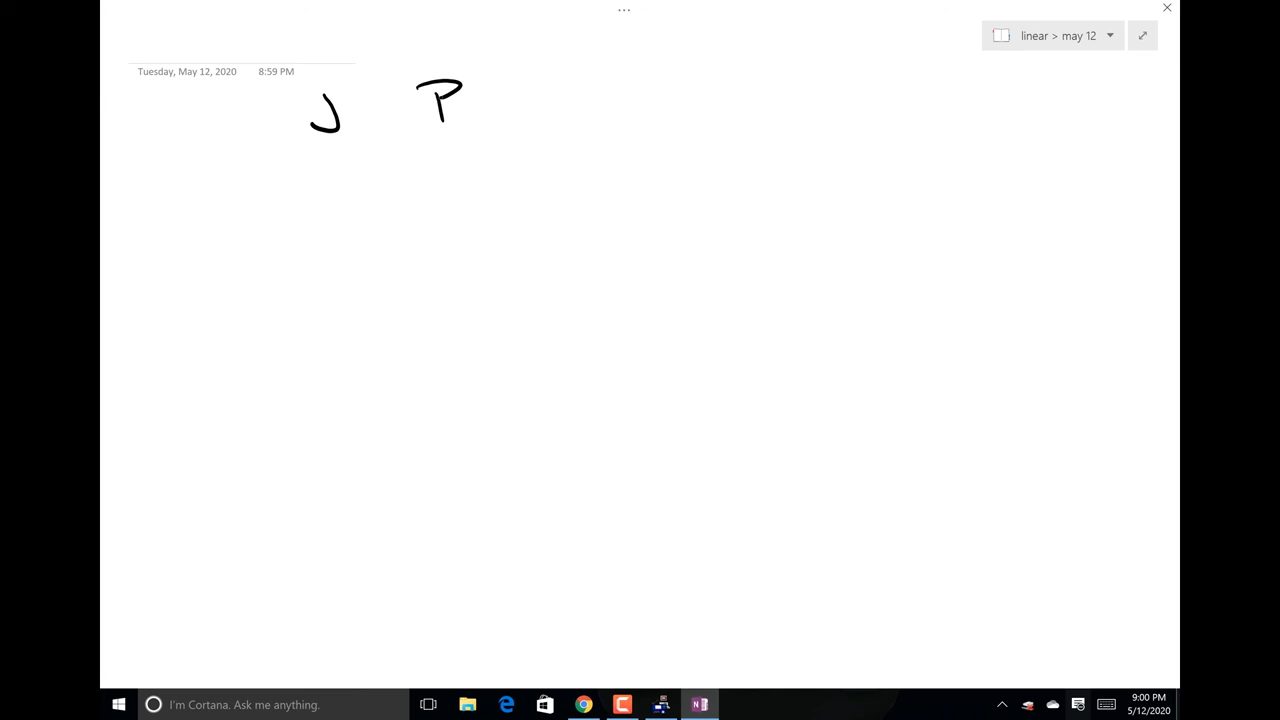 linear > may 12
Tuesday, May 12, 2020 8:59 PM
J P
I'm Cortana. Ask me anything.
9:00 PM
5/12/2020